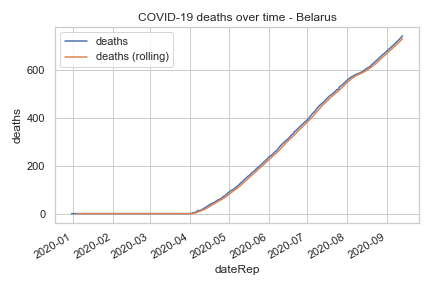 COVID-19 deaths over time - Belarus
deaths
deaths (rolling)
deaths
600
400
200
0
2020-01
2020-02
2020-03
2020-04
2020-05
2020-06
2020-07
2020-08
2020-09
dateRep